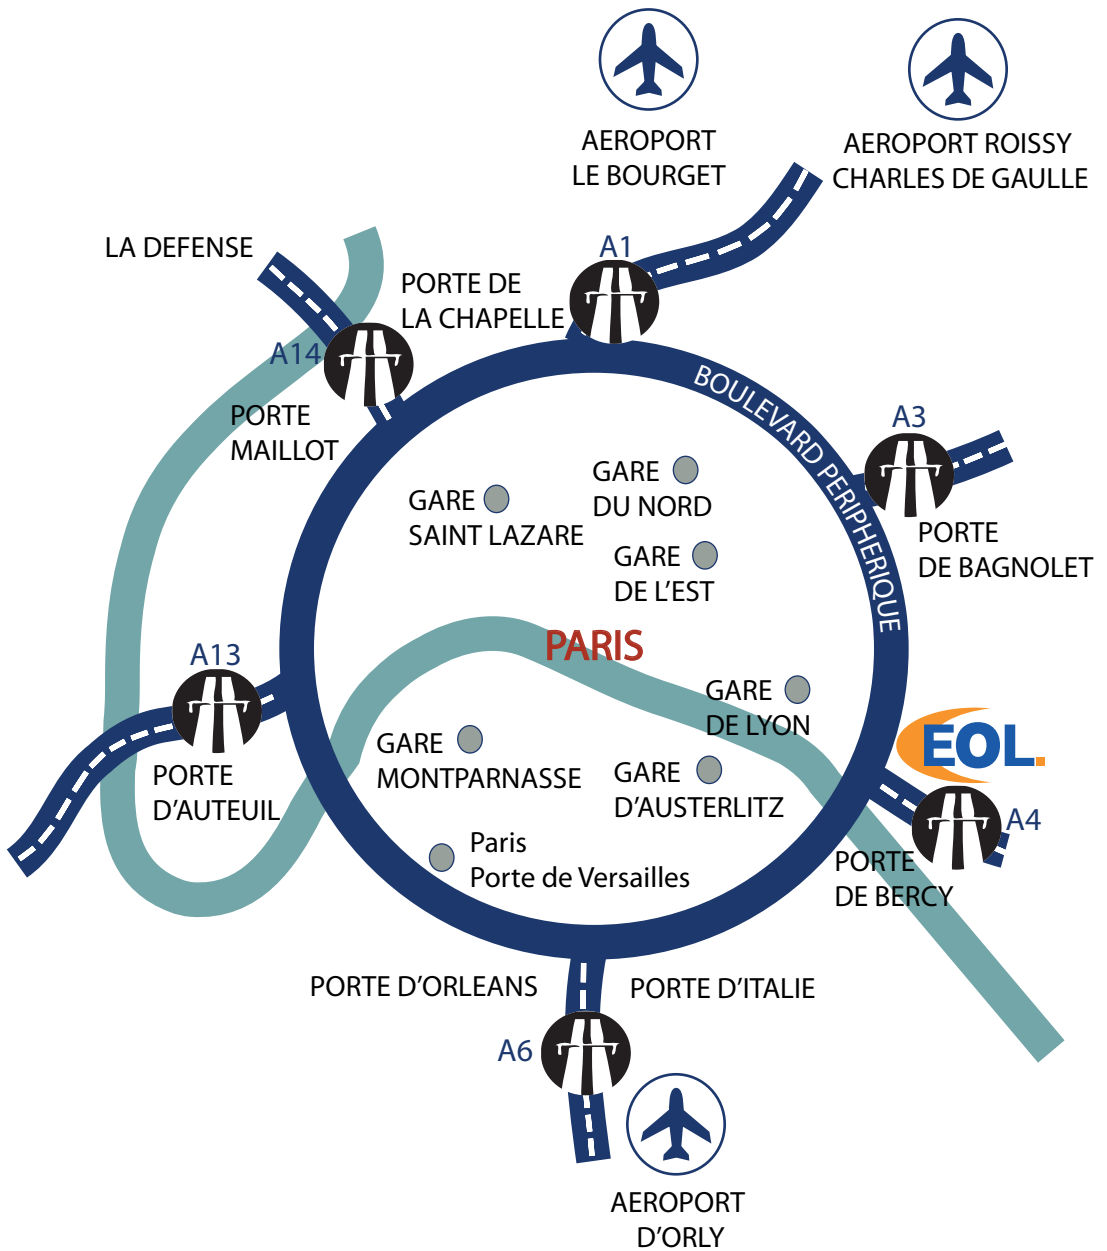 AEROPORT
LE BOURGET
AEROPORT ROISSY
CHARLES DE GAULLE
A1
LA DEFENSE
PORTE DE
LA CHAPELLE
A14
PORTE
MAILLOT
BOULEVARD PERIPHERIQUE
A3
PORTE
DE BAGNOLET
GARE
DU NORD
GARE
SAINT LAZARE
GARE
DE L'EST
PARIS
A13
PORTE
D'AUTEUIL
GARE
DE LYON
GARE
MONTPARNASSE
GARE
D'AUSTERLITZ
EOL.
A4
PORTE
DE BERCY
Paris
Porte de Versailles
PORTE D'ORLEANS
PORTE D'ITALIE
A6
AEROPORT
D'ORLY